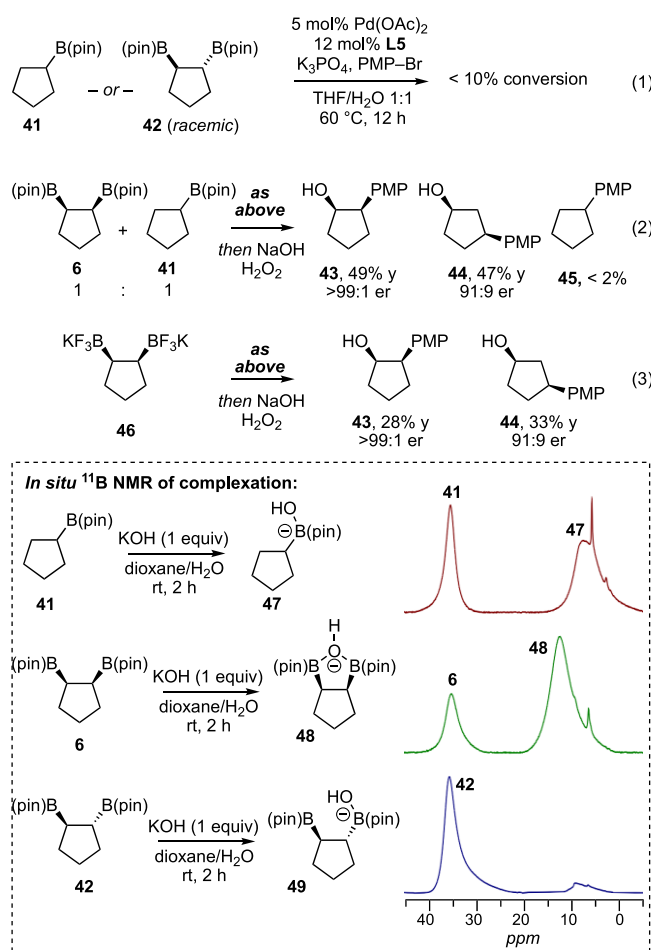 B(pin)
(pin)B B(pin)
– or –
41 42 (racemic)
5 mol% Pd(OAc)2
12 mol% L5
K3PO4, PMP–Br
THF/H2O 1:1
60 °C, 12 h
< 10% conversion (1)
(pin)B B(pin) B(pin)
+
6 41
1 : 1
as
above
then NaOH
H2O2
HO PMP HO PMP PMP
43, 49% y 44, 47% y 45, < 2%
>99:1 er 91:9 er
(2)
KF3B BF3K
46
as
above
then NaOH
H2O2
HO PMP HO PMP
43, 28% y 44, 33% y
>99:1 er 91:9 er
(3)
In situ 11B NMR of complexation:
B(pin)
41
KOH (1 equiv)
dioxane/H2O
rt, 2 h
HO
⊖
B(pin)
47
41 47
(pin)B B(pin)
6
KOH (1 equiv)
dioxane/H2O
rt, 2 h
H
O
⊖
(pin)B B(pin)
48
6 48
(pin)B B(pin)
42
KOH (1 equiv)
dioxane/H2O
rt, 2 h
HO
⊖
(pin)B B(pin)
49
42
40 30 20 10 0
ppm